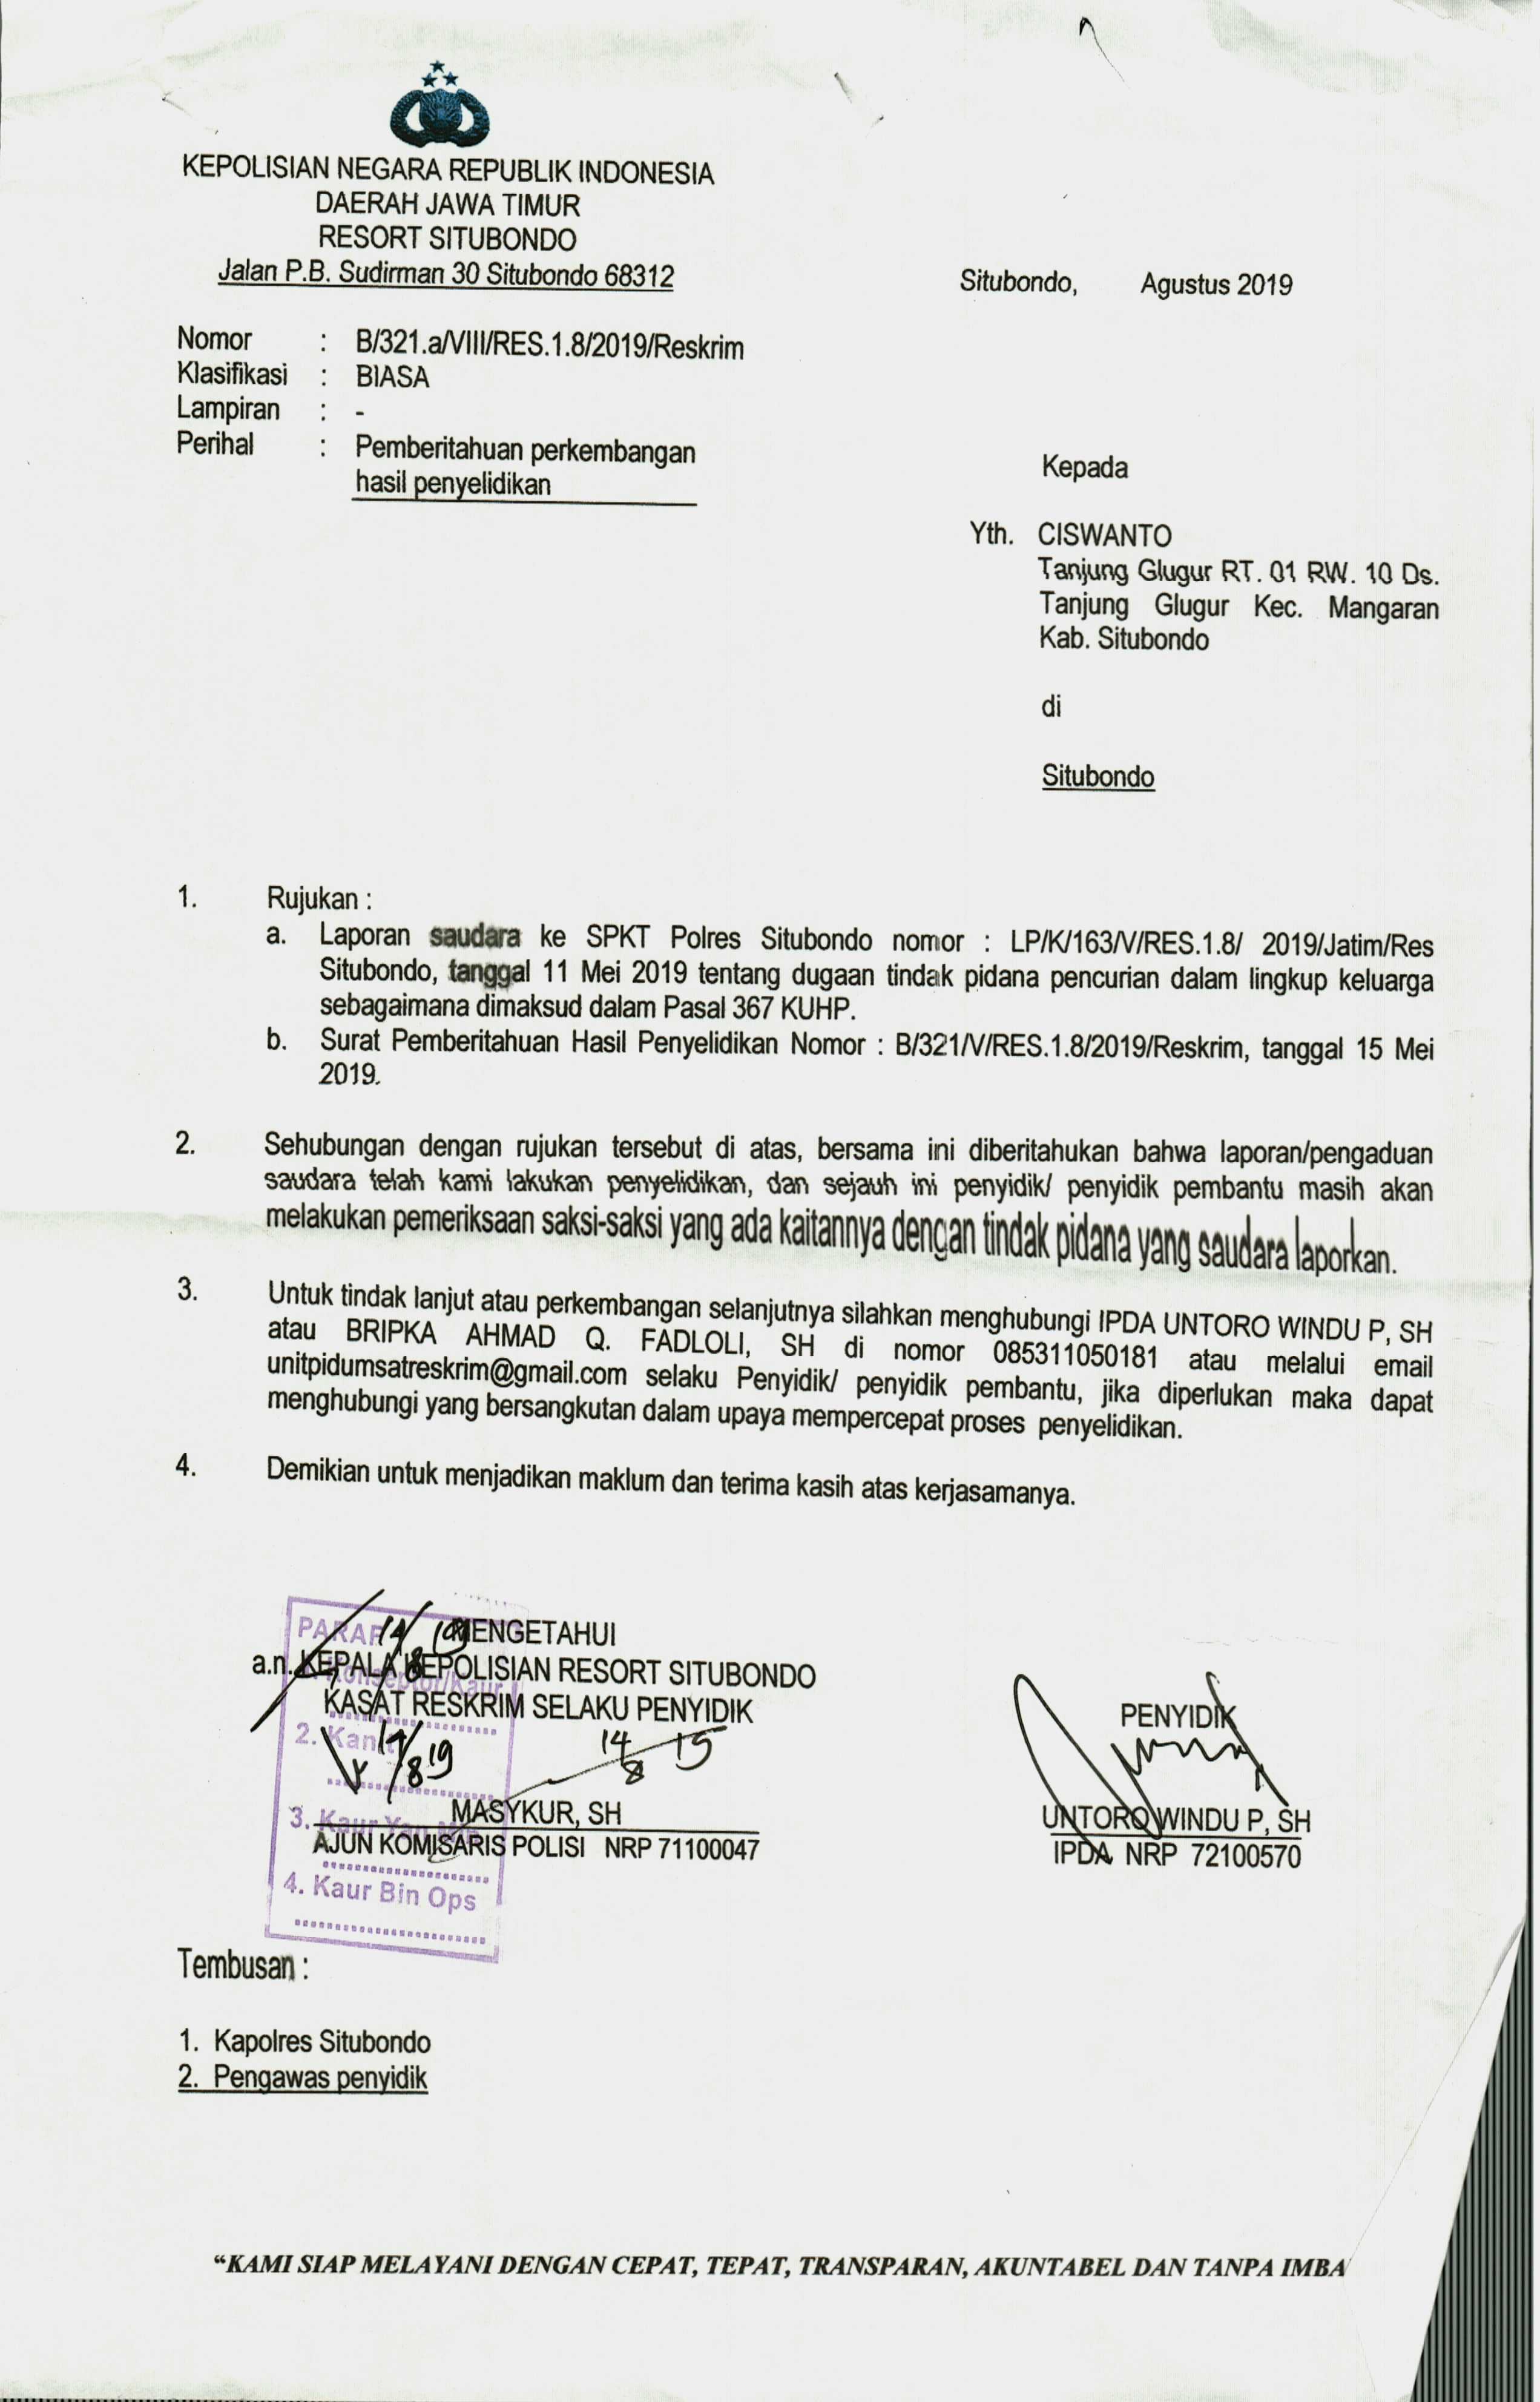 KEPOLISIAN NEGARA REPUBLIK INDONESIA
DAERAH JAWA TIMUR
RESORT SITUBONDO
Jalan P.B. Sudirman 30 Situbondo 68312
Situbondo, Agustus 2019
Nomor : B/321.a/VIII/RES.1.8/2019/Reskrim
Klasifikasi : BIASA
Lampiran : -
Perihal : Pemberitahuan perkembangan
hasil penyelidikan
Kepada
Yth. CISWANTO
Tanjung Glugur RT. 01 RW. 10 Ds.
Tanjung Glugur Kec. Mangaran
Kab. Situbondo
di
Situbondo
1. Rujukan :
a. Laporan saudara ke SPKT Polres Situbondo nomor : LP/K/163/V/RES.1.8/ 2019/Jatim/Res
Situbondo, tanggal 11 Mei 2019 tentang dugaan tindak pidana pencurian dalam lingkup keluarga
sebagaimana dimaksud dalam Pasal 367 KUHP.
b. Surat Pemberitahuan Hasil Penyelidikan Nomor : B/321/V/RES.1.8/2019/Reskrim, tanggal 15 Mei
2019.
2. Sehubungan dengan rujukan tersebut di atas, bersama ini diberitahukan bahwa laporan/pengaduan
saudara telah kami lakukan penyelidikan, dan sejauh ini penyidik/ penyidik pembantu masih akan
melakukan pemeriksaan saksi-saksi yang ada kaitannya dengan tindak pidana yang saudara laporkan.
3. Untuk tindak lanjut atau perkembangan selanjutnya silahkan menghubungi IPDA UNTORO WINDU P, SH
atau BRIPKA AHMAD Q. FADLOLI, SH di nomor 085311050181 atau melalui email
unitpidumsatreskrim@gmail.com selaku Penyidik/ penyidik pembantu, jika diperlukan maka dapat
menghubungi yang bersangkutan dalam upaya mempercepat proses penyelidikan.
4. Demikian untuk menjadikan maklum dan terima kasih atas kerjasamanya.
PARAF 14/8 19
MENGETAHUI
a.n. KEPALA KEPOLISIAN RESORT SITUBONDO
Konseptor/Kaur
KASAT RESKRIM SELAKU PENYIDIK
2. Kanit 14/8 19
14/8 19
3. Kaur Yan Min
MASYKUR, SH
AJUN KOMISARIS POLISI NRP 71100047
4. Kaur Bin Ops
PENYIDIK
UNTORO WINDU P, SH
IPDA NRP 72100570
Tembusan :
1. Kapolres Situbondo
2. Pengawas penyidik
“KAMI SIAP MELAYANI DENGAN CEPAT, TEPAT, TRANSPARAN, AKUNTABEL DAN TANPA IMBA